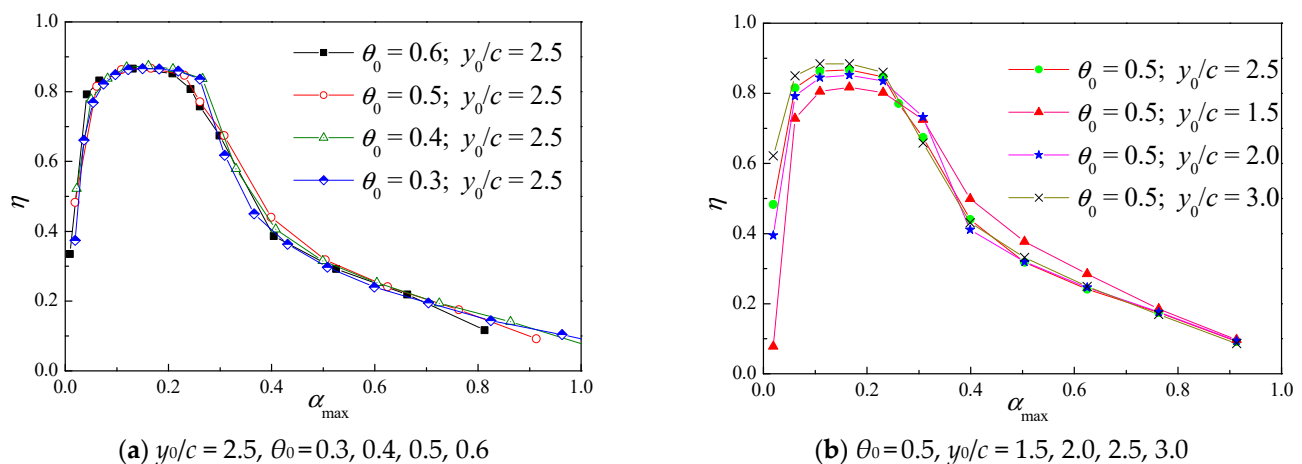 1.0
0.8
0.6
0.4
0.2
0.0
η
θ₀ = 0.6; y₀/c = 2.5
θ₀ = 0.5; y₀/c = 2.5
θ₀ = 0.4; y₀/c = 2.5
θ₀ = 0.3; y₀/c = 2.5
0.0 0.2 0.4 0.6 0.8 1.0
α_max
(a) y₀/c = 2.5, θ₀=0.3, 0.4, 0.5, 0.6
1.0
0.8
0.6
0.4
0.2
0.0
η
θ₀ = 0.5; y₀/c = 2.5
θ₀ = 0.5; y₀/c = 1.5
θ₀ = 0.5; y₀/c = 2.0
θ₀ = 0.5; y₀/c = 3.0
0.0 0.2 0.4 0.6 0.8 1.0
α_max
(b) θ₀=0.5, y₀/c = 1.5, 2.0, 2.5, 3.0